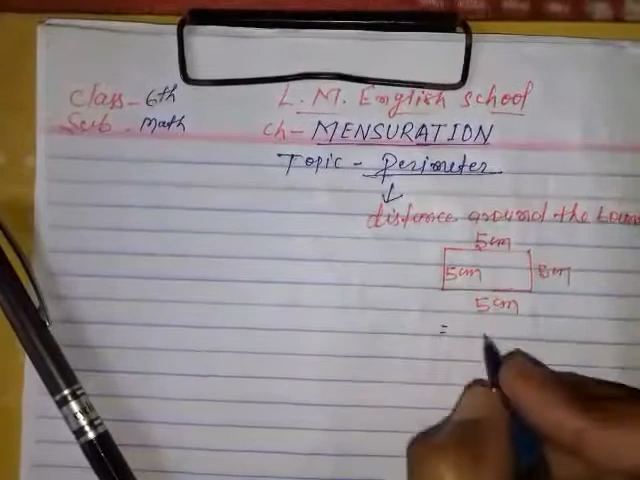 Class - 6th
L. M. English school
Sub - Math
Ch - MENSURATION
Topic - Perimeter
distance around the
5cm
5cm
5cm
5cm
=